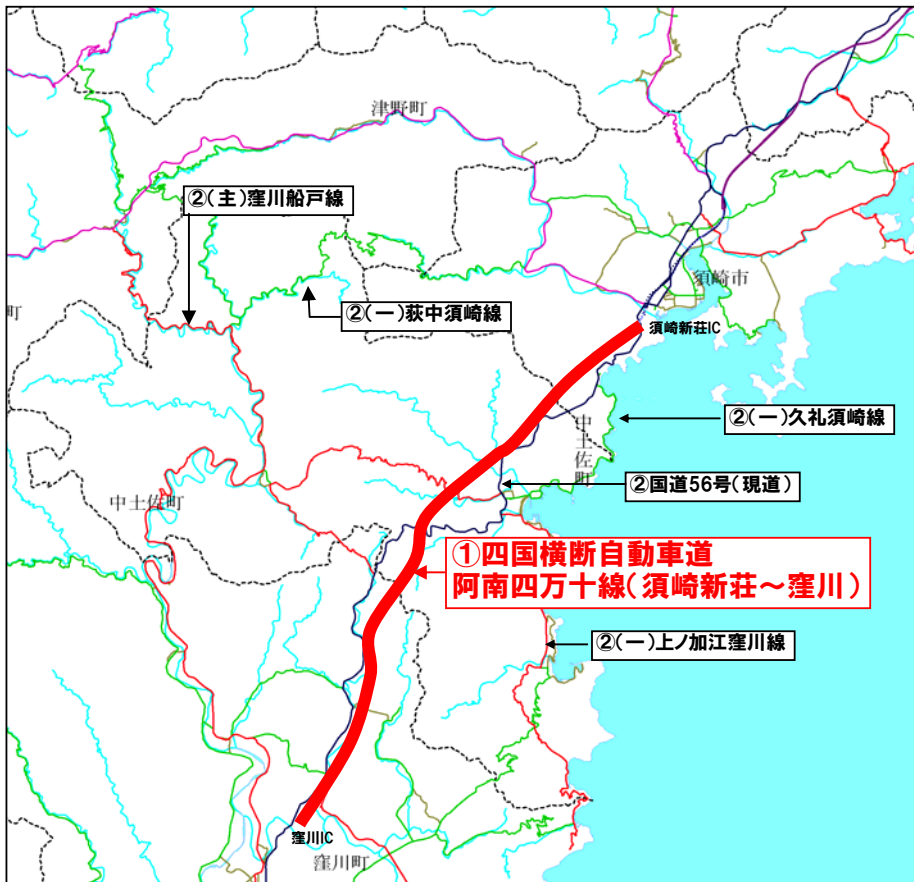 津野町
②(主)窪川船戸線
須崎市
町
②(一)荻中須崎線
須崎新荘IC
②(一)久礼須崎線
中土佐町
②国道56号(現道)
中土佐町
①四国横断自動車道
阿南四万十線(須崎新荘~窪川)
②(一)上ノ加江窪川線
窪川IC
窪川町